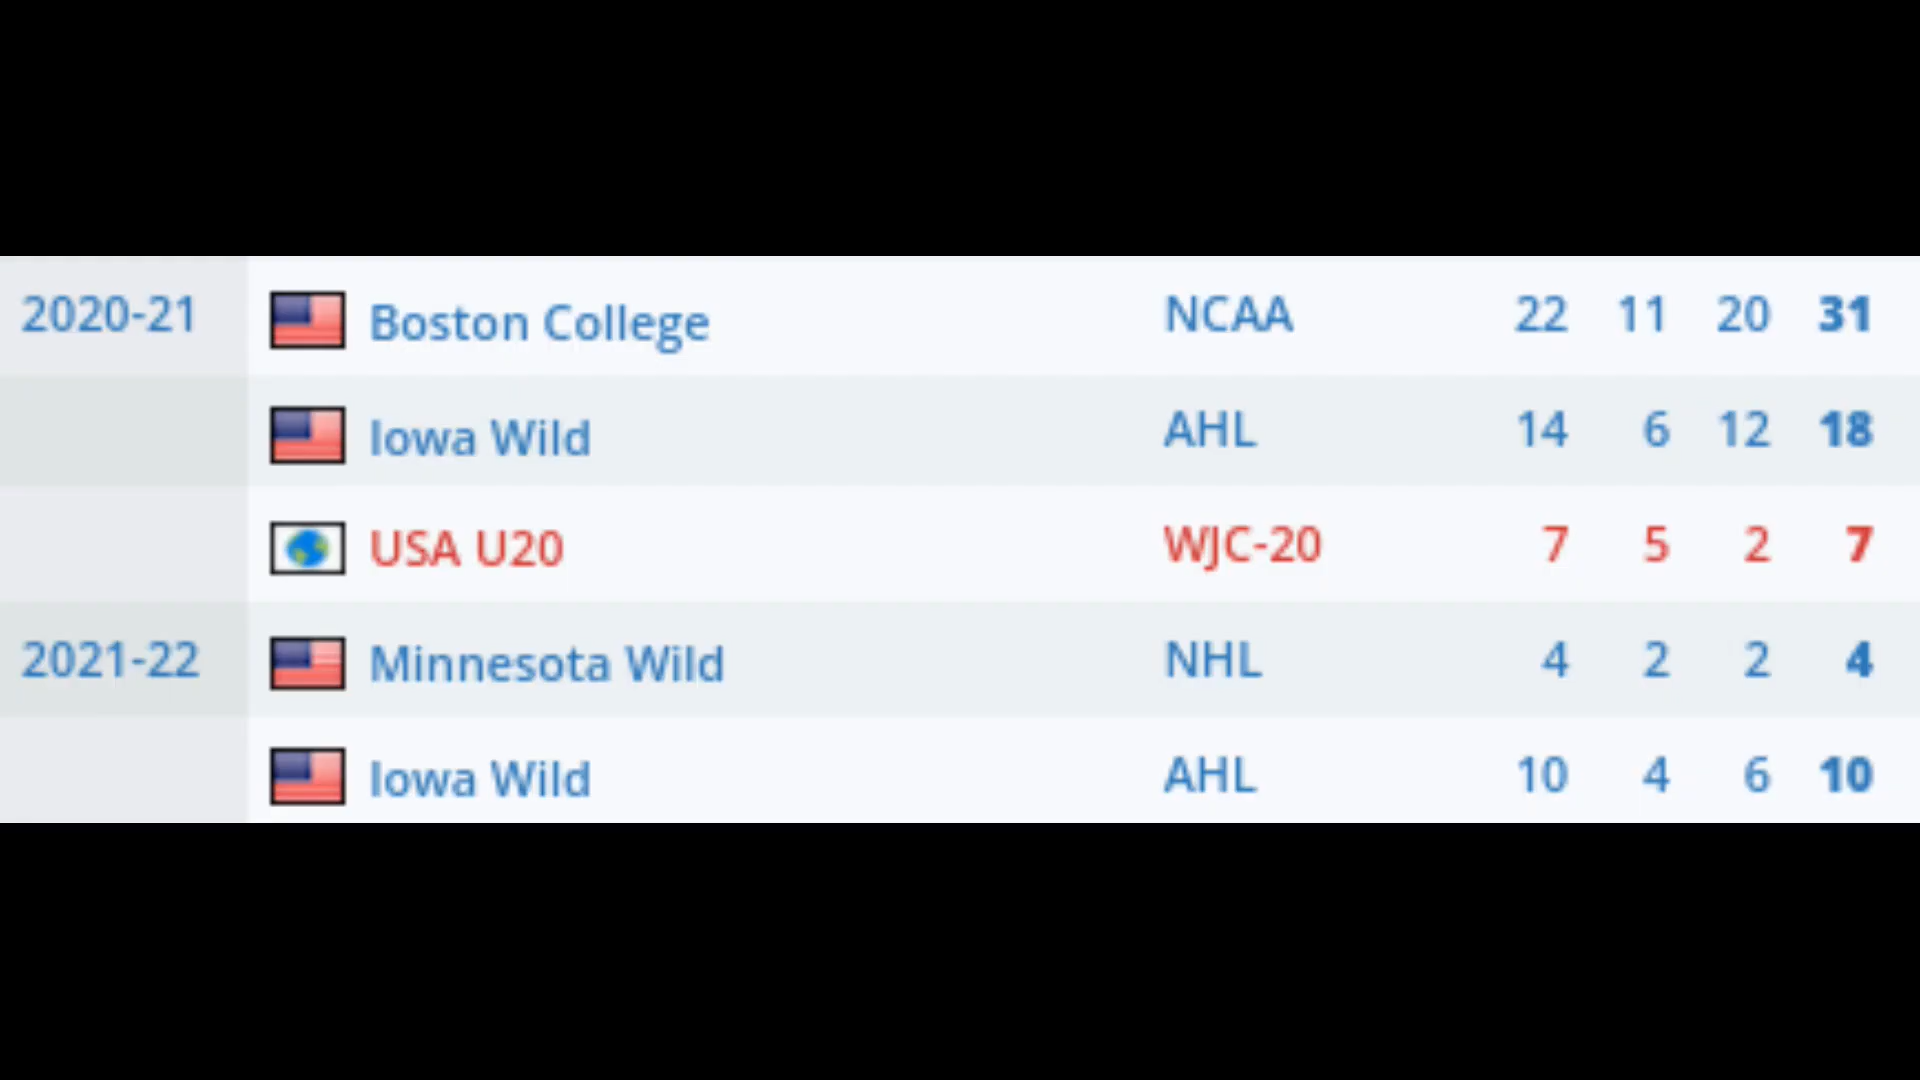 2020-21 Boston College NCAA 22 11 20 31
Iowa Wild AHL 14 6 12 18
USA U20 WJC-20 7 5 2 7
2021-22 Minnesota Wild NHL 4 2 2 4
Iowa Wild AHL 10 4 6 10